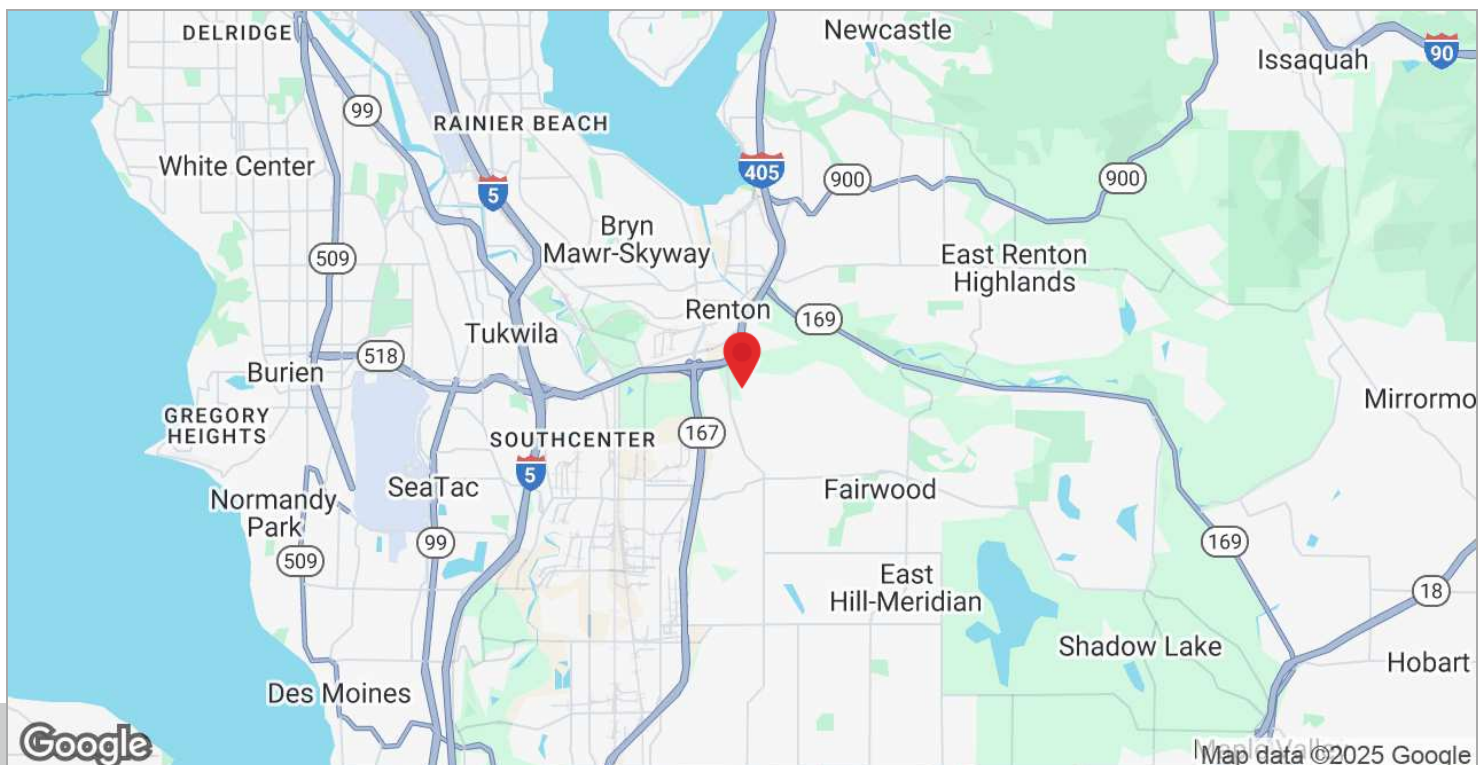 DELRIDGE
Newcastle
Issaquah
90
99
RAINIER BEACH
White Center
405
900
900
5
Bryn
Mawr-Skyway
East Renton
Highlands
509
Renton
169
Tukwila
518
Burien
Mirrormo
GREGORY
HEIGHTS
167
SOUTHCENTER
5
SeaTac
Fairwood
Normandy
Park
99
169
509
East
Hill-Meridian
18
Shadow Lake
Hobart
Des Moines
Google
Maple Valley
Map data ©2025 Google